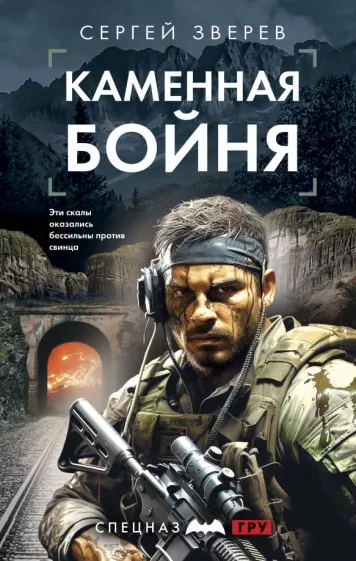 СЕРГЕЙ ЗВЕРЕВ
КАМЕННАЯ
БОЙНЯ
Эти скалы
оказались
бессильны против
свинца
СПЕЦНАЗ ГРУ